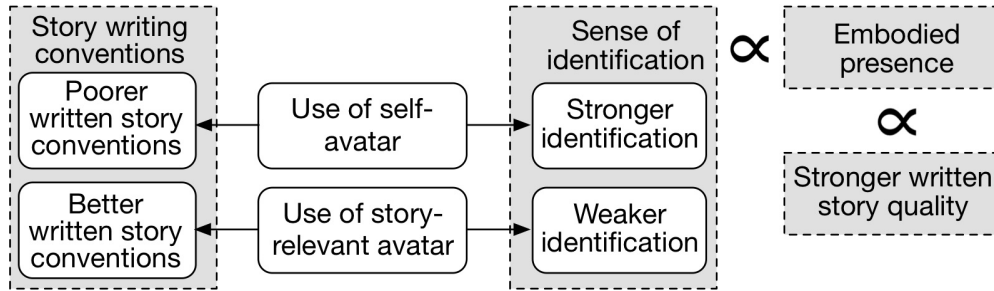 Story writing
conventions
Poorer
written story
conventions
Better
written story
conventions
Use of self-
avatar
Use of story-
relevant avatar
Sense of
identification
Stronger
identification
Weaker
identification
∝
Embodied
presence
∝
Stronger written
story quality